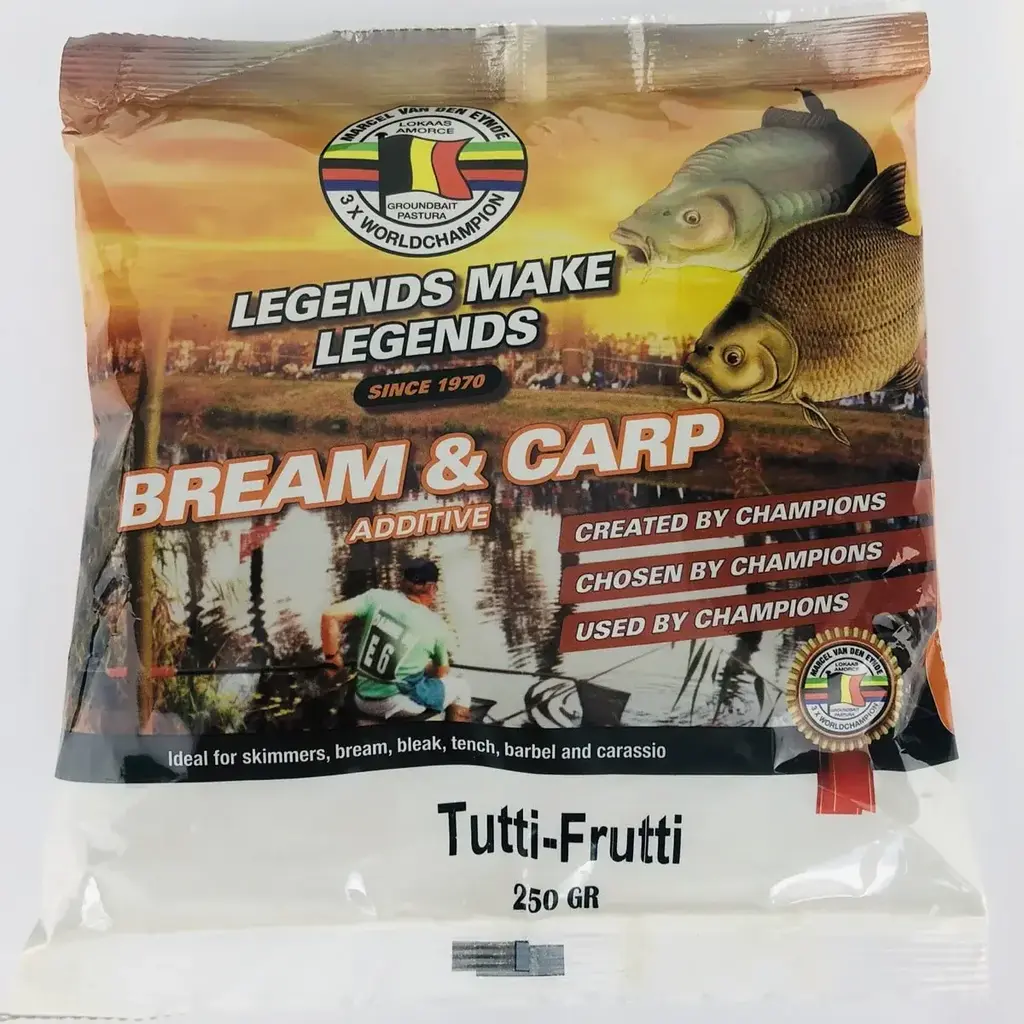 MARCEL VAN DEN EYNDE
LOKAAS
AMORCE
GROUNDBAIT
PASTURA
3 X WORLDCHAMPION
LEGENDS MAKE
LEGENDS
SINCE 1970
BREAM & CARP
ADDITIVE
CREATED BY CHAMPIONS
CHOSEN BY CHAMPIONS
USED BY CHAMPIONS
E6
MARCEL VAN DEN EYNDE
LOKAAS
AMORCE
GROUNDBAIT
PASTURA
3 X WORLDCHAMPION
Ideal for skimmers, bream, bleak, tench, barbel and carassio
Tutti-Frutti
250 GR